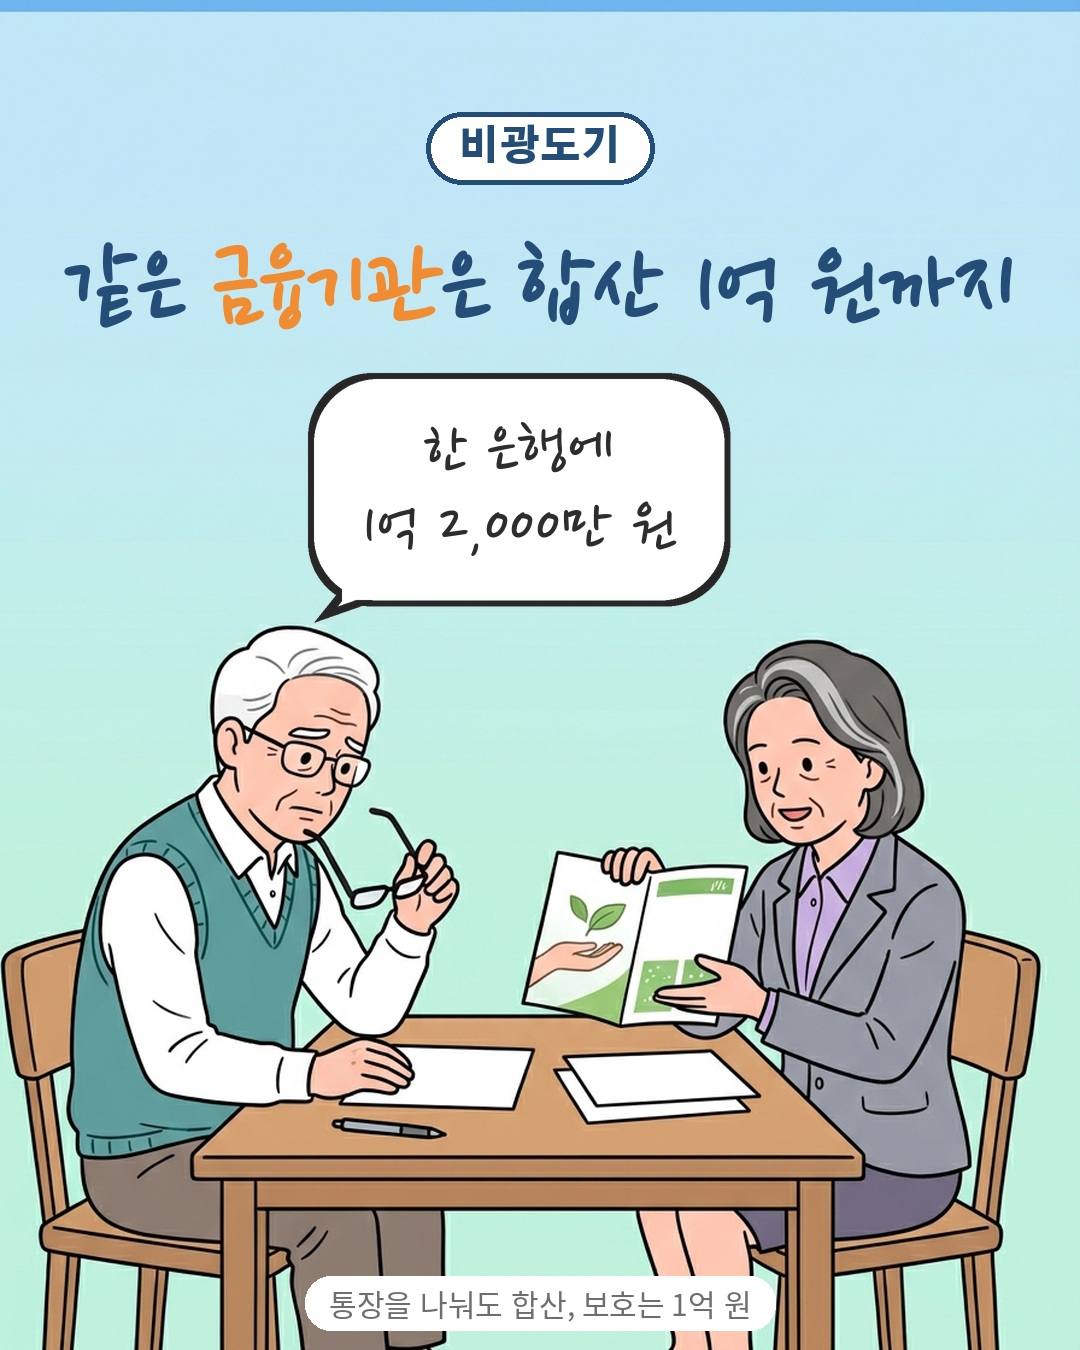 비광도기
같은 금융기관은 합산 1억 원까지
한 은행에
1억 2,000만 원
통장을 나눠도 합산, 보호는 1억 원